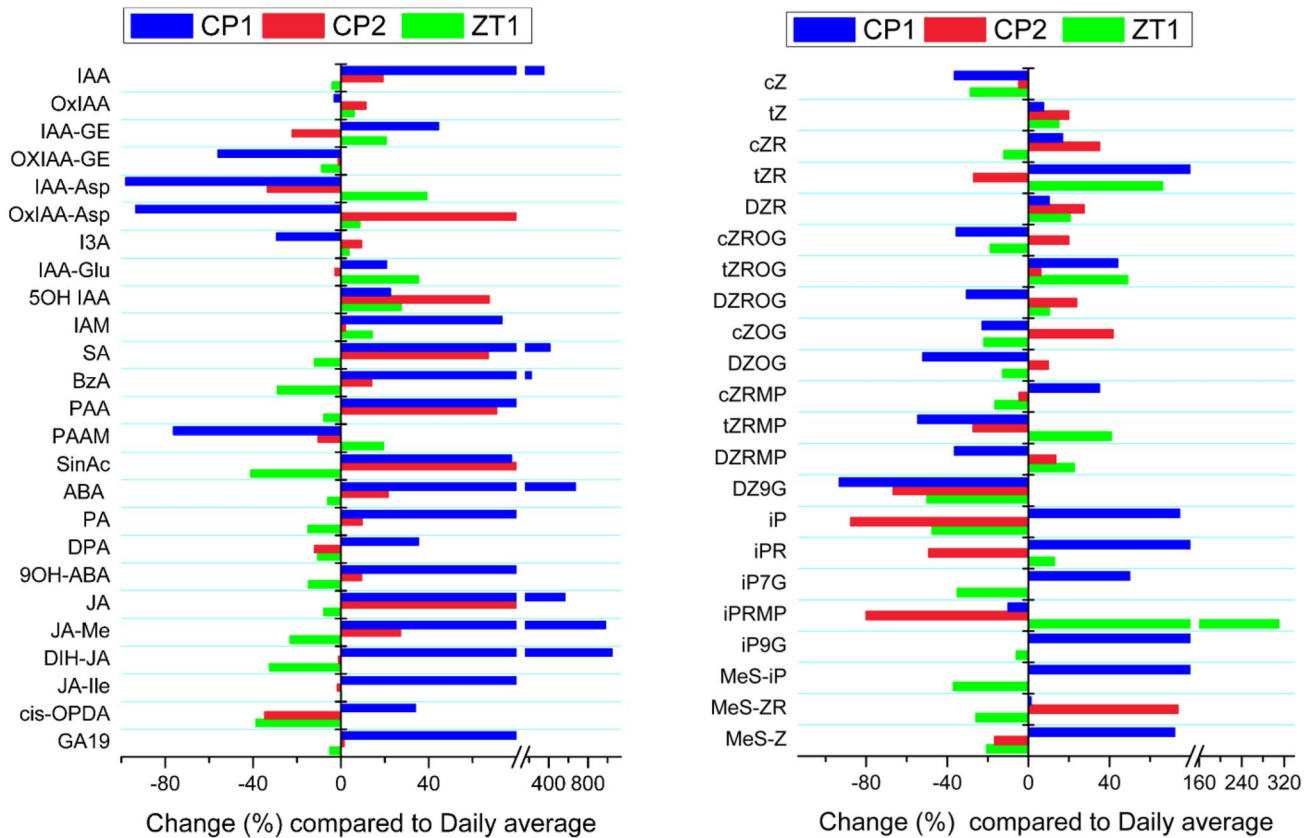 CP1 CP2 ZT1
IAA
OxIAA
IAA-GE
OXIAA-GE
IAA-Asp
OxIAA-Asp
I3A
IAA-Glu
5OH IAA
IAM
SA
BzA
PAA
PAAM
SinAc
ABA
PA
DPA
9OH-ABA
JA
JA-Me
DIH-JA
JA-Ile
cis-OPDA
GA19
-80 -40 0 40 400 800
Change (%) compared to Daily average
CP1 CP2 ZT1
cZ
tZ
cZR
tZR
DZR
cZROG
tZROG
DZROG
cZOG
DZOG
cZRMP
tZRMP
DZRMP
DZ9G
iP
iPR
iP7G
iPRMP
iP9G
MeS-iP
MeS-ZR
MeS-Z
-80 -40 0 40 160 240 320
Change (%) compared to Daily average